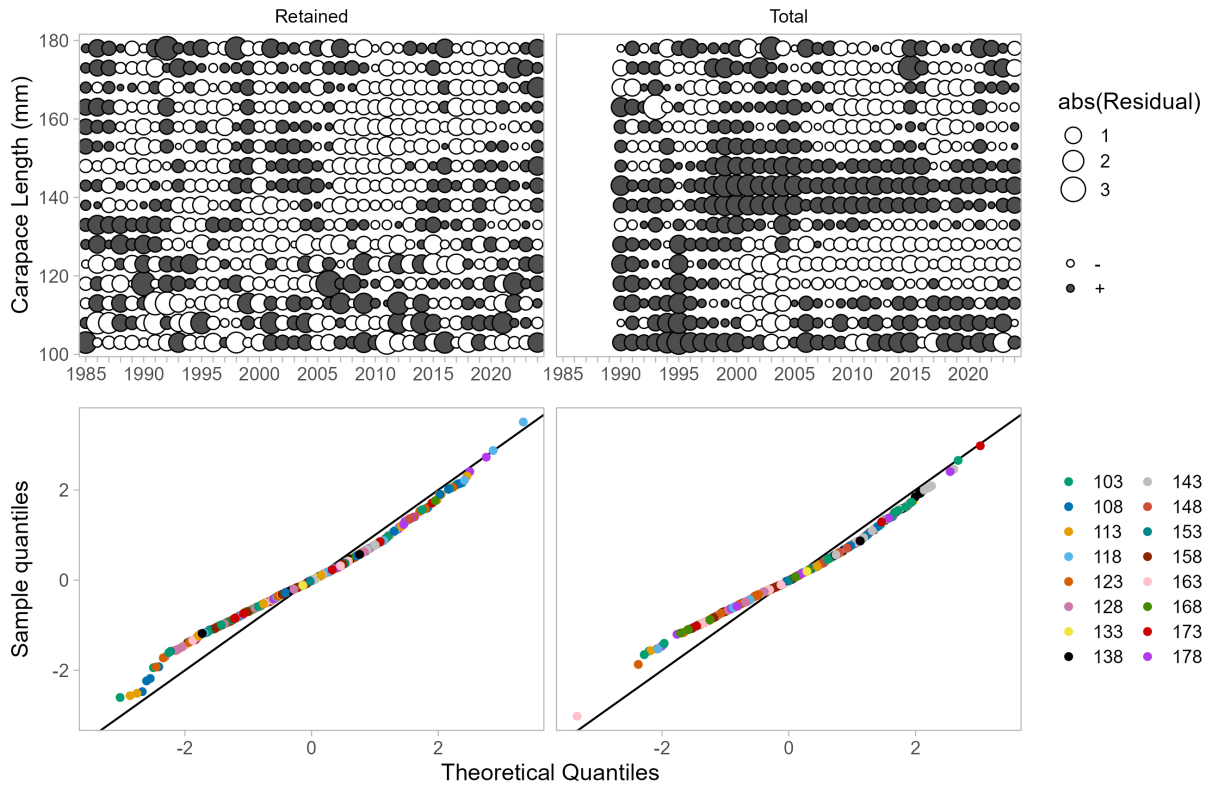 Retained Total
Carapace Length (mm)
180
160
140
120
100
1985 1990 1995 2000 2005 2010 2015 2020
1985 1990 1995 2000 2005 2010 2015 2020
abs(Residual)
1
2
3
-
+
Sample quantiles
2
0
-2
-2 0 2
-2 0 2
Theoretical Quantiles
103 143
108 148
113 153
118 158
123 163
128 168
133 173
138 178